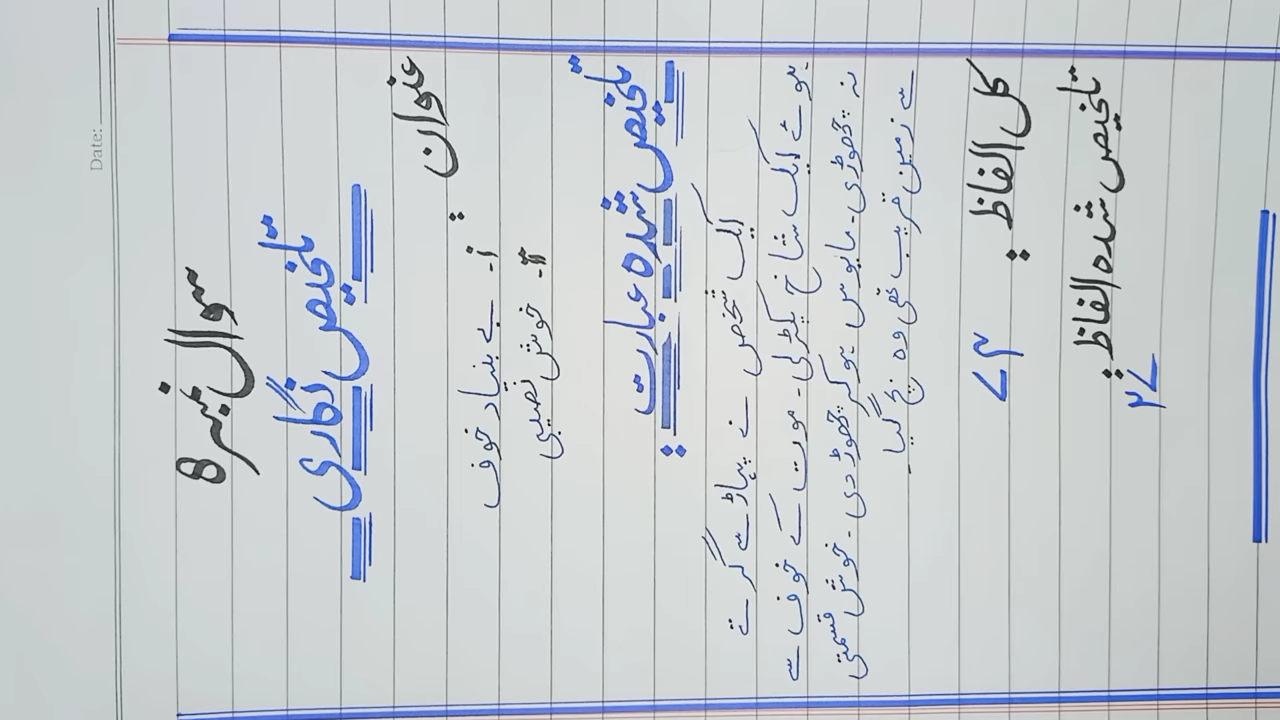 Date:
سوال نمبر 8
تلخیص نگاری
عنوان :
i۔ بے بنیاد خوف
ii۔ خوش نصیبی
تلخیص شدہ عبارت :
ایک شخص نے پہاڑ سے گرتے
ہوئے ایک شاخ پکڑ لی۔ موت کے خوف سے
نہ چھوڑی۔ مایوس ہو کر چھوڑ دی۔ خوش قسمتی
سے زمین قریب تھی وہ بچ گیا
کل الفاظ : ۷۴
تلخیص شدہ الفاظ : ۲۷